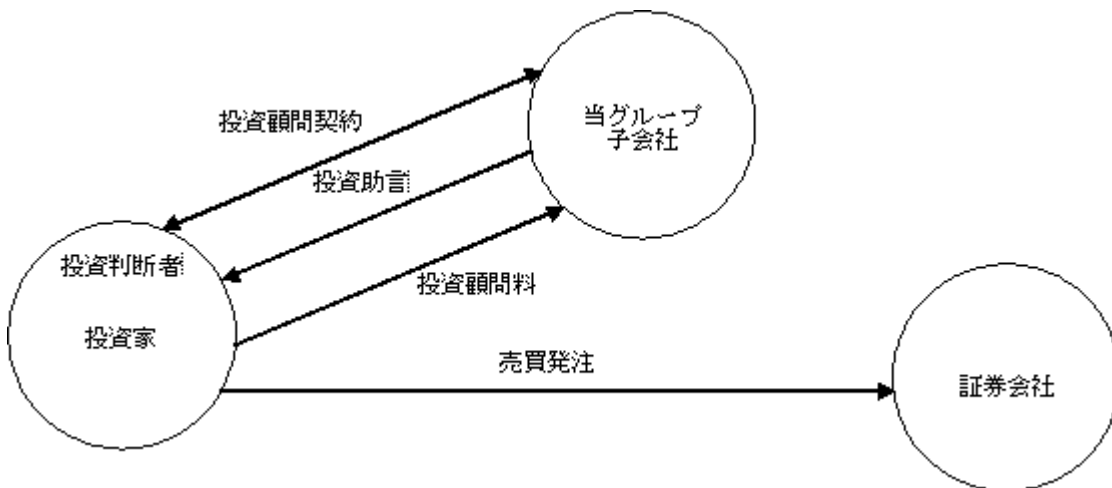 投資顧問契約
当グループ
子会社
投資助言
投資判断者
投資顧問料
投資家
売買発注
証券会社